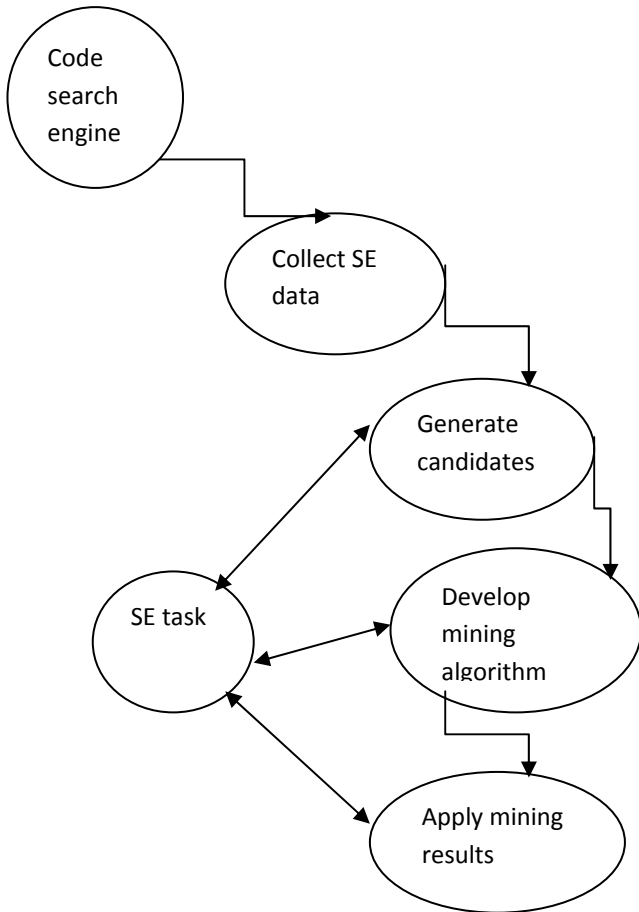 Code
search
engine
Collect SE
data
Generate
candidates
SE task
Develop
mining
algorithm
Apply mining
results